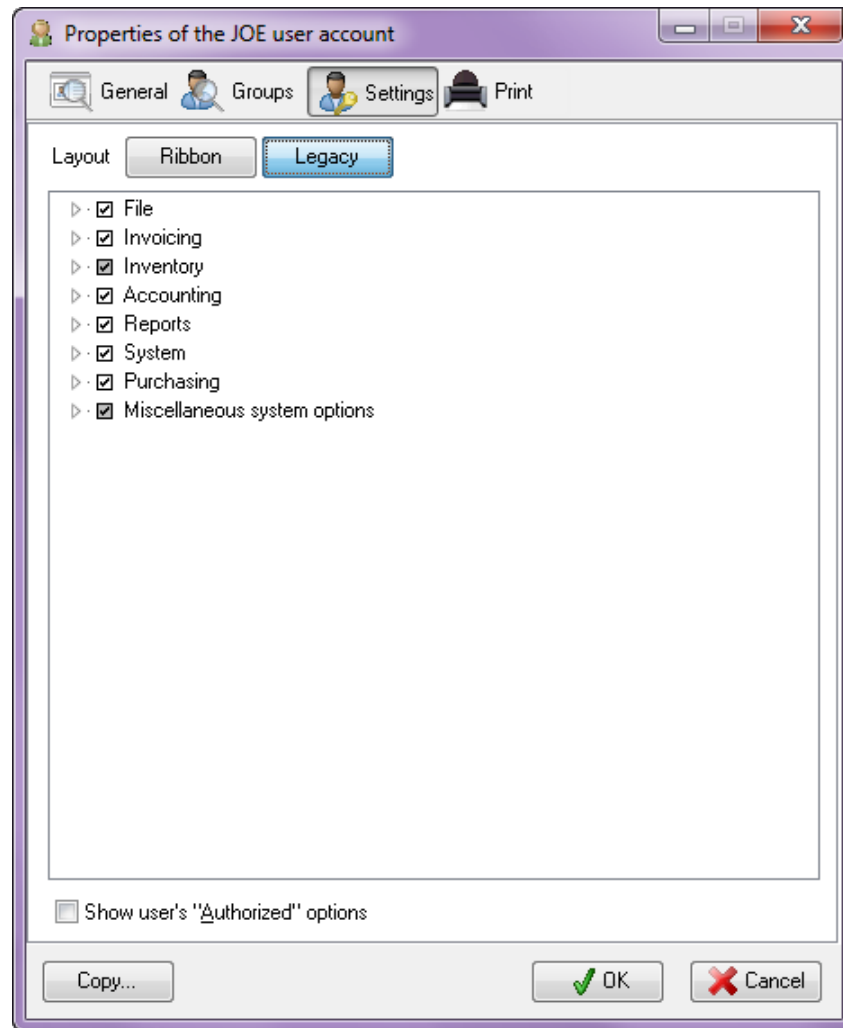 Properties of the JOE user account
General Groups Settings Print
Layout Ribbon Legacy
File
Invoicing
Inventory
Accounting
Reports
System
Purchasing
Miscellaneous system options
Show user's "Authorized" options
Copy... OK Cancel